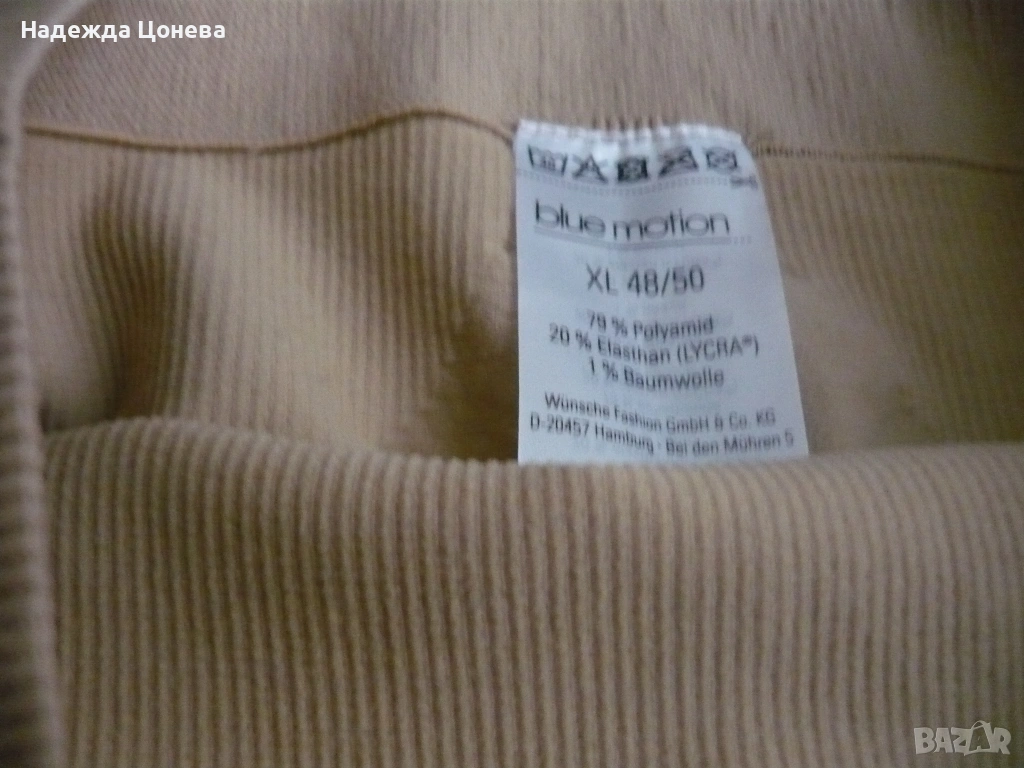 Надежда Цонева
blue motion
XL 48/50
79 % Polyamid
20 % Elasthan (LYCRA®)
1 % Baumwolle
Wünsche Fashion GmbH & Co. KG
D-20457 Hamburg · Bei den Mühren 5
BAZAR